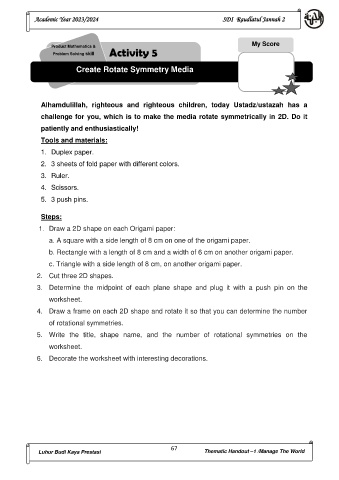 Academic Year 2023/2024 SDI Raudlatul Jannah 2
Product Mathematics &
Problem Solving skill
Activity 5
My Score
Create Rotate Symmetry Media
Alhamdulillah, righteous and righteous children, today Ustadz/ustazah has a
challenge for you, which is to make the media rotate symmetrically in 2D. Do it
patiently and enthusiastically!
Tools and materials:
1. Duplex paper.
2. 3 sheets of fold paper with different colors.
3. Ruler.
4. Scissors.
5. 3 push pins.
Steps:
1. Draw a 2D shape on each Origami paper:
a. A square with a side length of 8 cm on one of the origami paper.
b. Rectangle with a length of 8 cm and a width of 6 cm on another origami paper.
c. Triangle with a side length of 8 cm, on another origami paper.
2. Cut three 2D shapes.
3. Determine the midpoint of each plane shape and plug it with a push pin on the
worksheet.
4. Draw a frame on each 2D shape and rotate it so that you can determine the number
of rotational symmetries.
5. Write the title, shape name, and the number of rotational symmetries on the
worksheet.
6. Decorate the worksheet with interesting decorations.
Luhur Budi Kaya Prestasi 67 Thematic Handout –1 /Manage The World